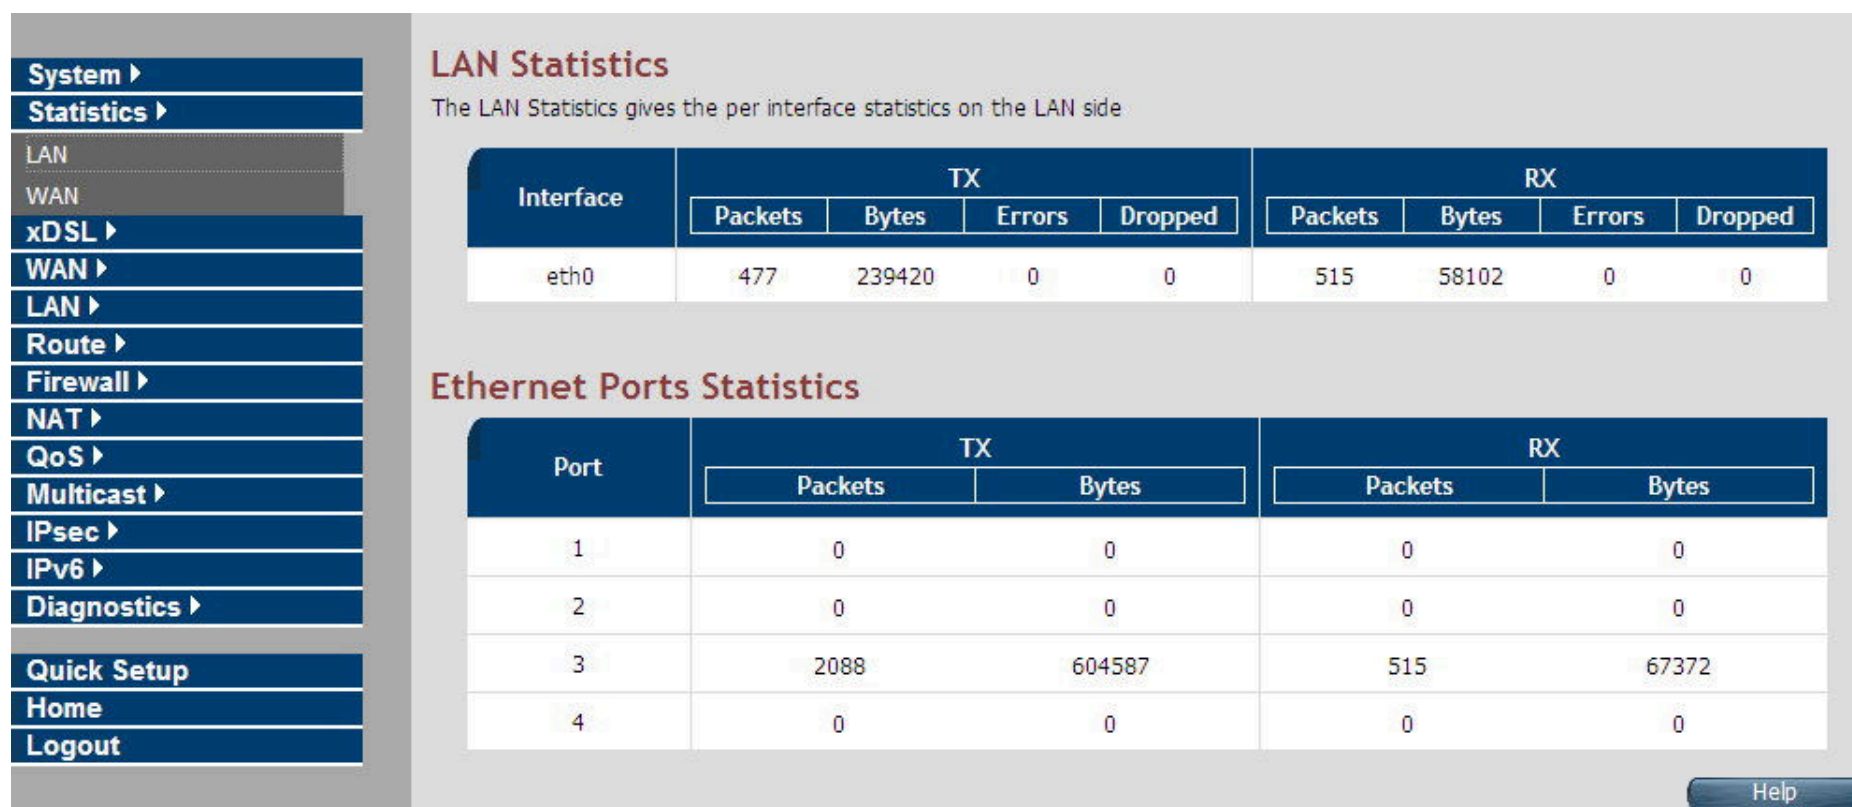 System
Statistics
LAN
WAN
xDSL
WAN
LAN
Route
Firewall
NAT
QoS
Multicast
IPsec
IPv6
Diagnostics
Quick Setup
Home
Logout
LAN Statistics
The LAN Statistics gives the per interface statistics on the LAN side
Interface TX RX
Packets Bytes Errors Dropped Packets Bytes Errors Dropped
eth0 477 239420 0 0 515 58102 0 0
Ethernet Ports Statistics
Port TX RX
Packets Bytes Packets Bytes
1 0 0 0 0
2 0 0 0 0
3 2088 604587 515 67372
4 0 0 0 0
Help